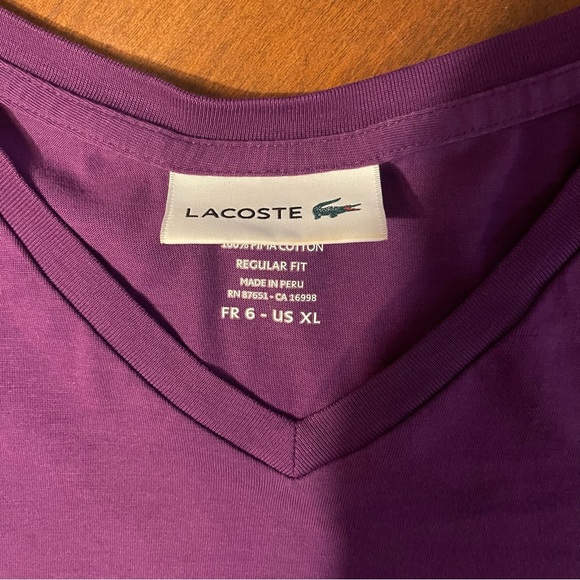 LACOSTE
100% PIMA COTTON
REGULAR FIT
MADE IN PERU
RN 87651 - CA 16998
FR 6 - US XL